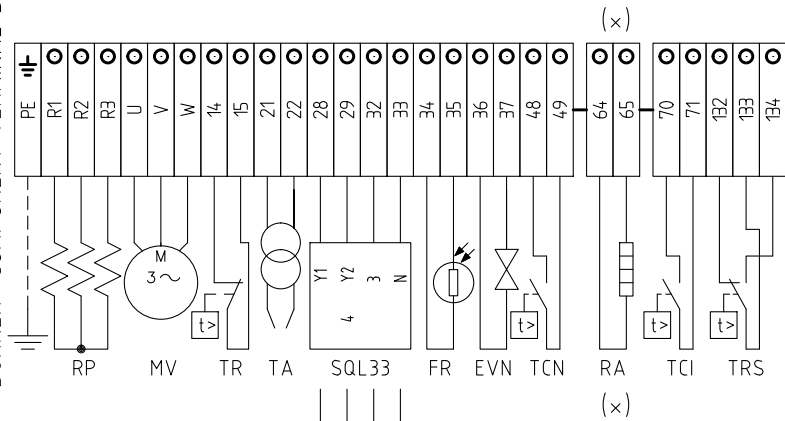 (x)
PE R1 R2 R3 U V W 14 15 21 22 28 29 32 33 34 35 36 37 48 49 64 65 70 71 132 133 134
M
3~
Y1 Y2 3 N
4
t> t> t> t>
RP MV TR TA SQL33 FR EVN TCN RA TCI TRS
(x)